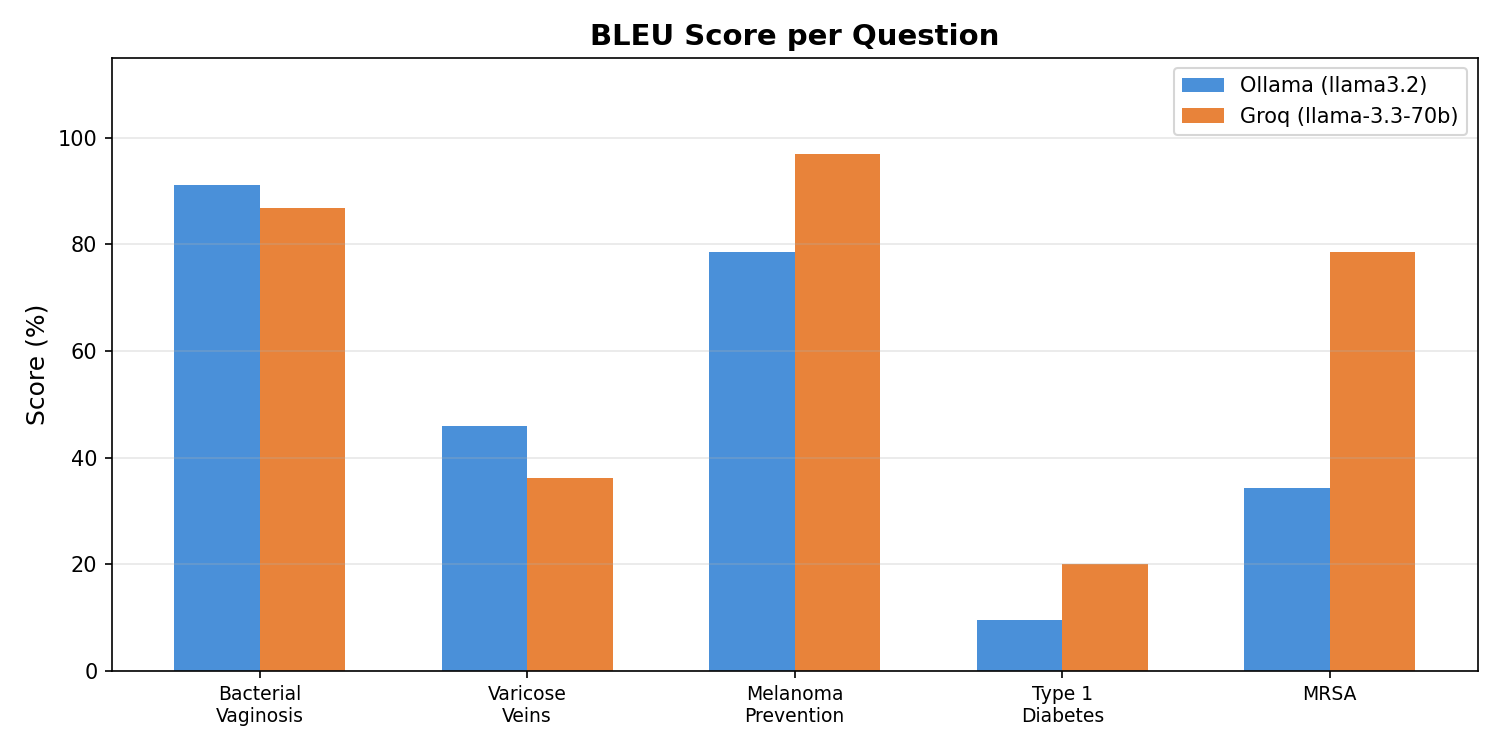 BLEU Score per Question
Ollama (llama3.2)
Groq (llama-3.3-70b)
Score (%)
100
80
60
40
20
0
Bacterial
Vaginosis
Varicose
Veins
Melanoma
Prevention
Type 1
Diabetes
MRSA